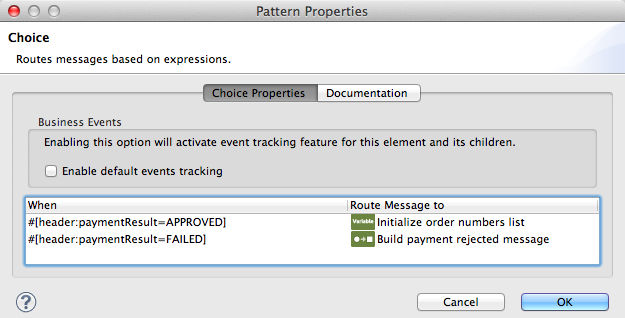 Pattern Properties
Choice
Routes messages based on expressions.
Choice Properties Documentation
Business Events
Enabling this option will activate event tracking feature for this element and its children.
Enable default events tracking
When Route Message to
#[header:paymentResult=APPROVED] Variable Initialize order numbers list
#[header:paymentResult=FAILED] Build payment rejected message
? Cancel OK